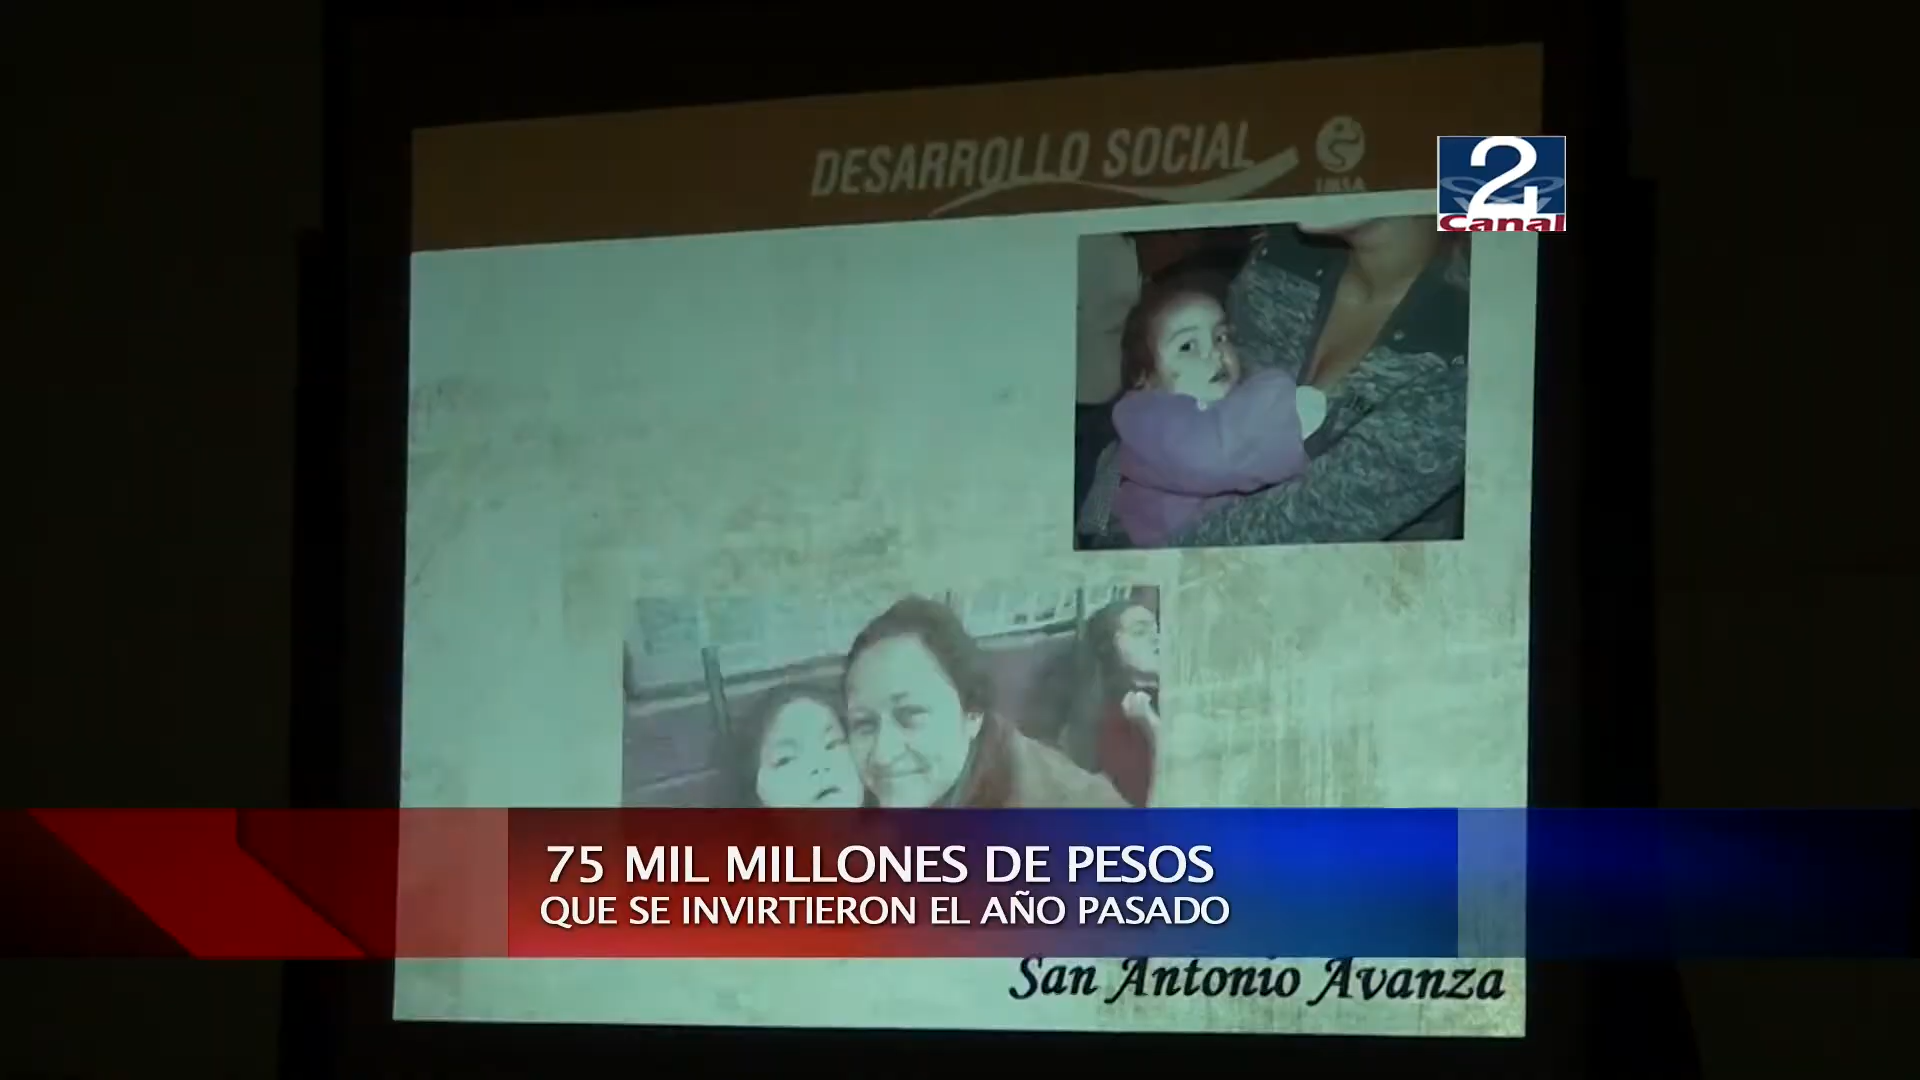 DESARROLLO SOCIAL
2
Canal
75 MIL MILLONES DE PESOS
QUE SE INVIRTIERON EL AÑO PASADO
San Antonio Avanza